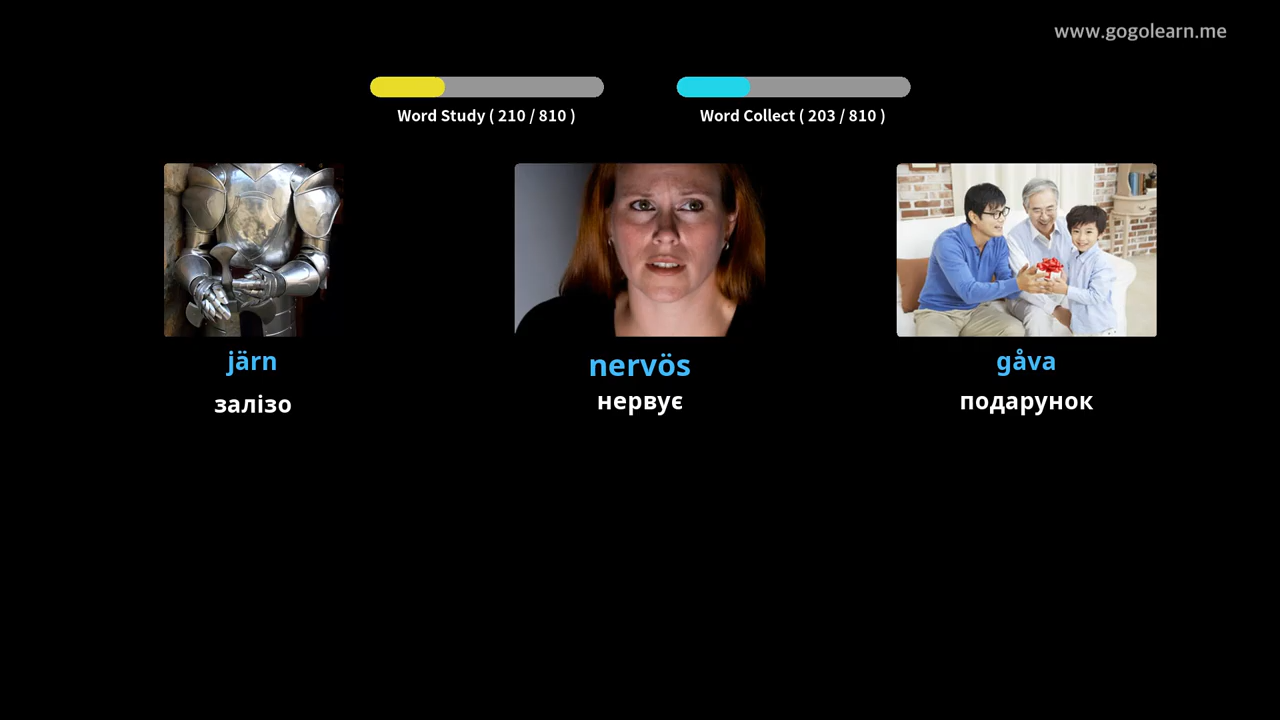 www.gogolearn.me
Word Study ( 210 / 810 )
Word Collect ( 203 / 810 )
järn
nervös
gåva
залізо
нервує
подарунок